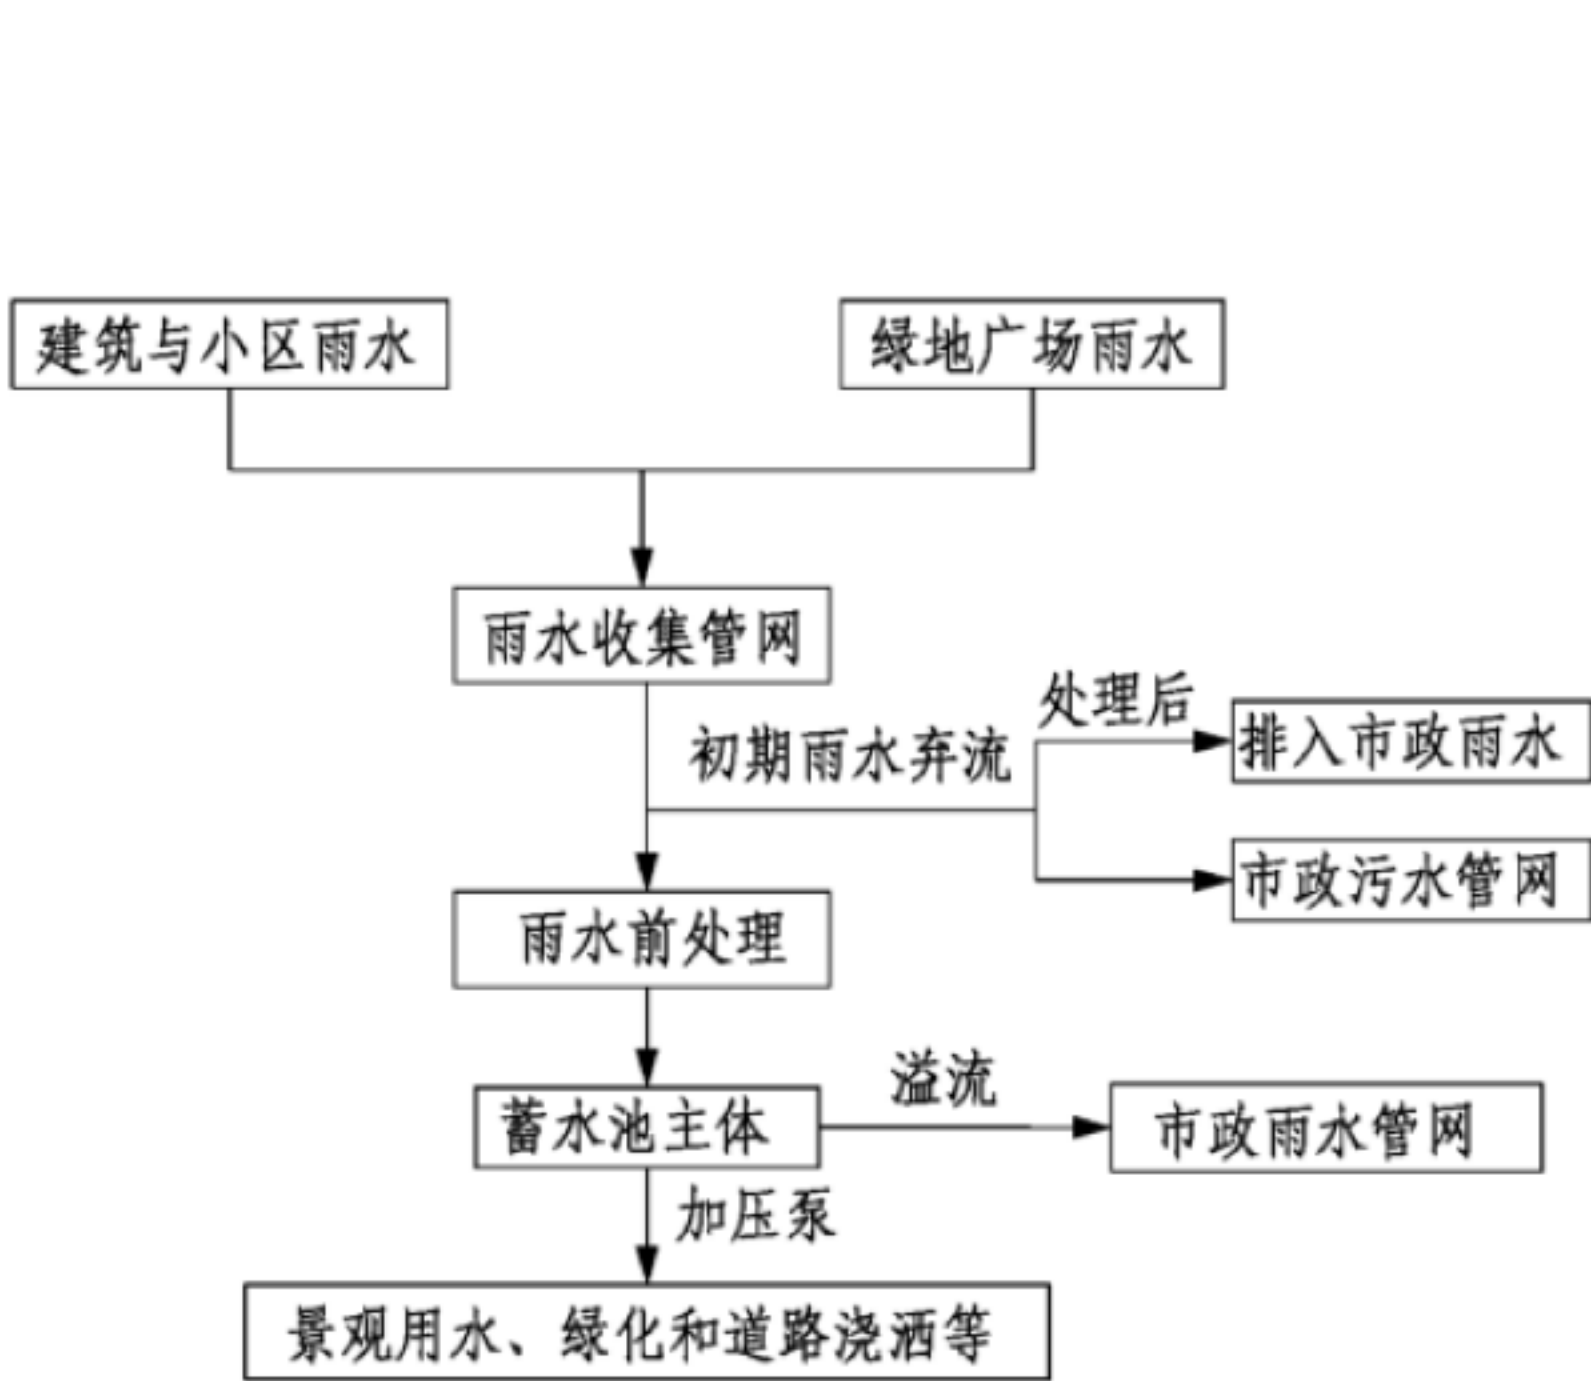 建筑与小区雨水
绿地广场雨水
雨水收集管网
处理后
初期雨水弃流
排入市政雨水
市政污水管网
雨水前处理
溢流
蓄水池主体
市政雨水管网
加压泵
景观用水、绿化和道路浇洒等